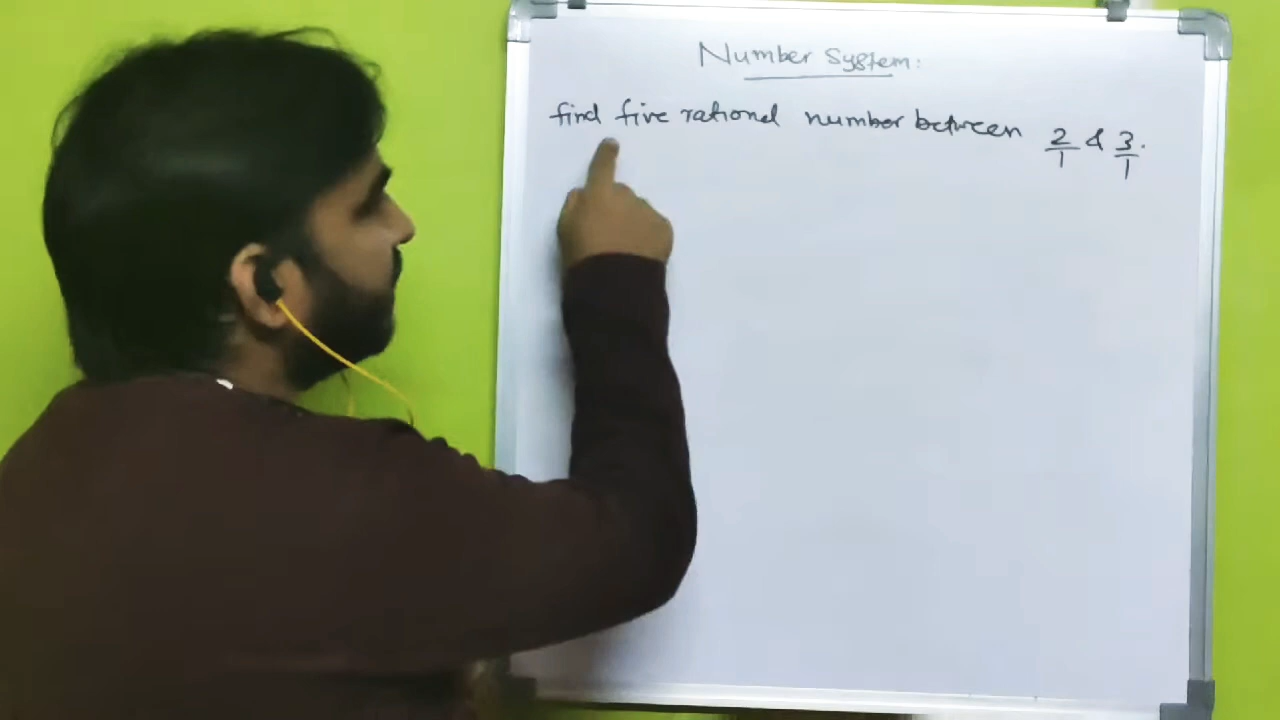 Number System:
find five rational number between 2/1 & 3/1.